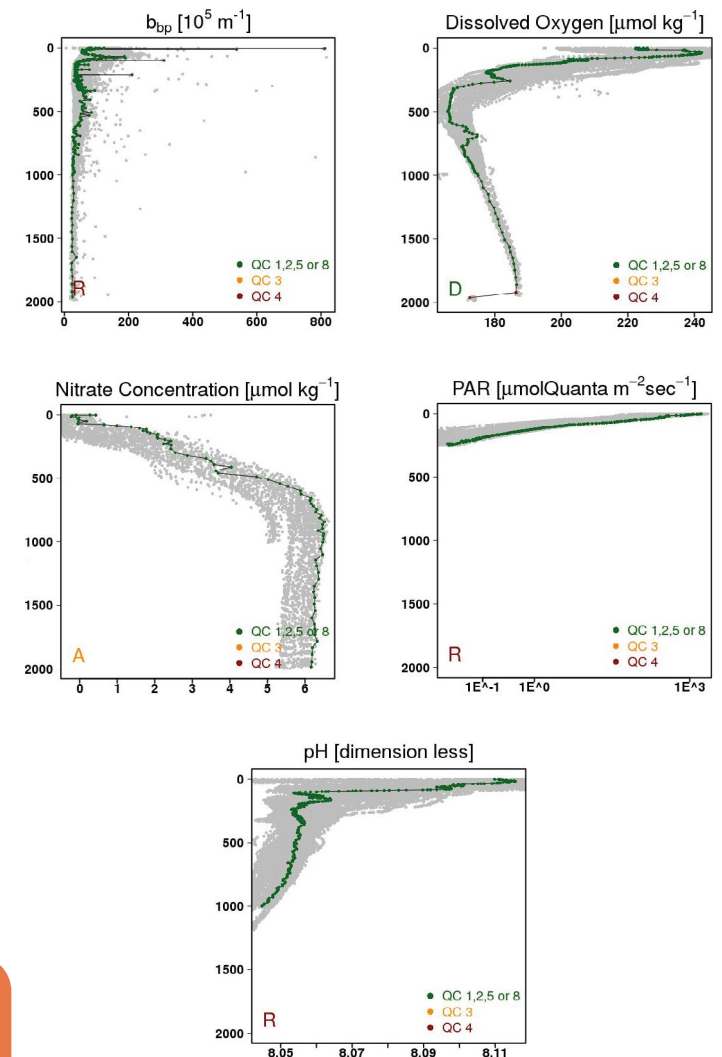 b_bp [10^5 m^−1]
0
500
1000
1500
2000
QC 1,2,5 or 8
QC 3
QC 4
R
0 200 400 600 800
Dissolved Oxygen [µmol kg^−1]
0
500
1000
1500
2000
QC 1,2,5 or 8
QC 3
QC 4
D
180 200 220 240
Nitrate Concentration [µmol kg^−1]
0
500
1000
1500
2000
QC 1,2,5 or 8
QC 3
QC 4
A
0 1 2 3 4 5 6
PAR [µmolQuanta m^−2sec^−1]
0
500
1000
1500
2000
QC 1,2,5 or 8
QC 3
QC 4
R
1E^-1 1E^0 1E^3
pH [dimension less]
0
500
1000
1500
2000
QC 1,2,5 or 8
QC 3
QC 4
R
8.05 8.07 8.09 8.11